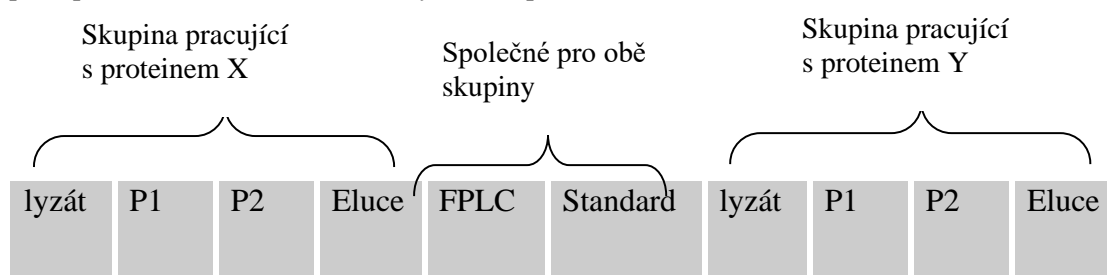 Skupina pracující
s proteinem X
Společné pro obě
skupiny
Skupina pracující
s proteinem Y
lyzát P1 P2 Eluce FPLC Standard lyzát P1 P2 Eluce